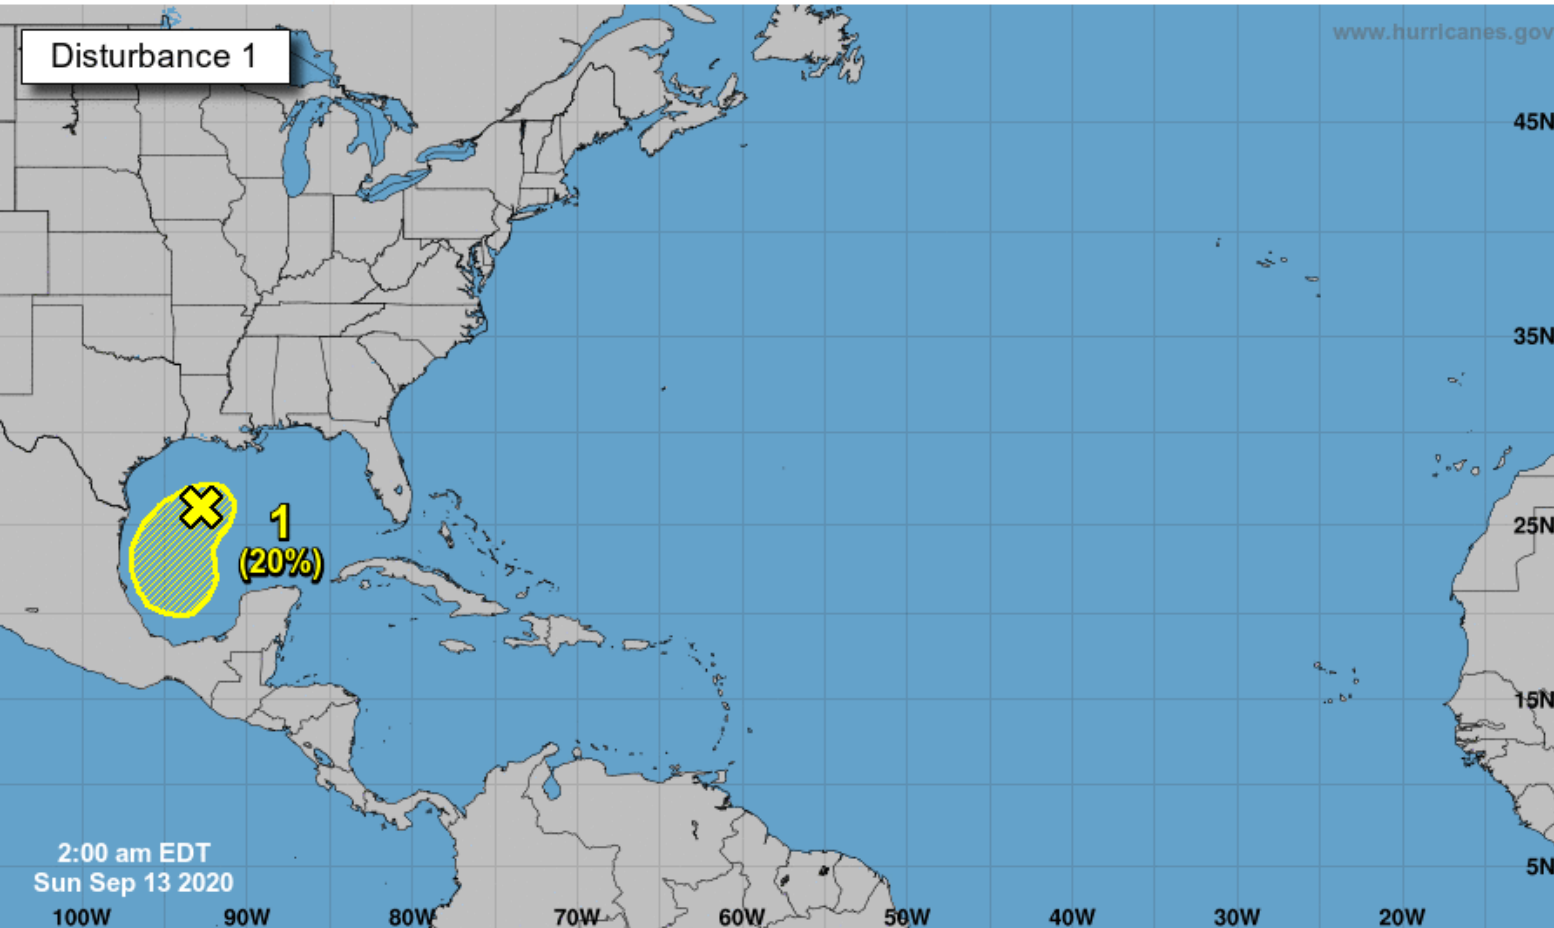 www.hurricanes.gov
Disturbance 1
45N
35N
1
25N
(20%)
15N
2:00 am EDT
5N
Sun Sep 13 2020
100W 90W 80W 70W 60W 50W 40W 30W 20W